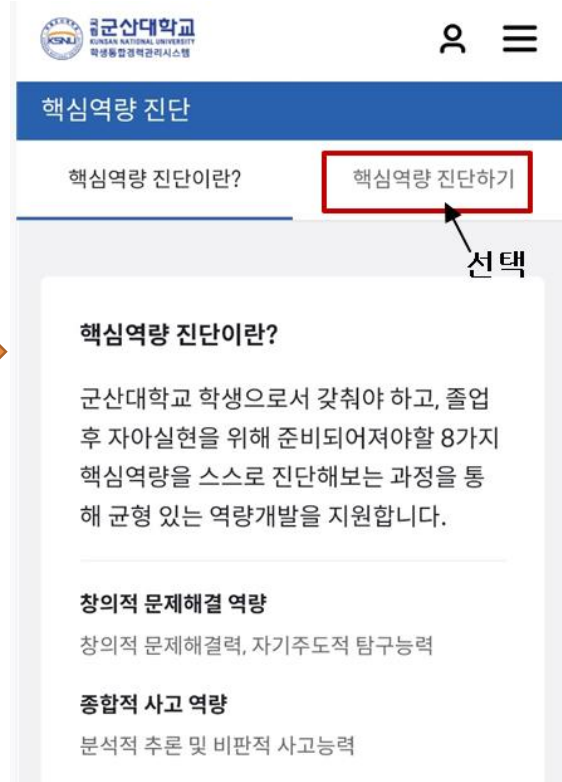 국립군산대학교
KUNSAN NATIONAL UNIVERSITY
학생통합경력관리시스템
KSNU
핵심역량 진단
핵심역량 진단이란?
핵심역량 진단하기
선택
핵심역량 진단이란?
군산대학교 학생으로서 갖춰야 하고, 졸업
후 자아실현을 위해 준비되어져야할 8가지
핵심역량을 스스로 진단해보는 과정을 통
해 균형 있는 역량개발을 지원합니다.
창의적 문제해결 역량
창의적 문제해결력, 자기주도적 탐구능력
종합적 사고 역량
분석적 추론 및 비판적 사고능력